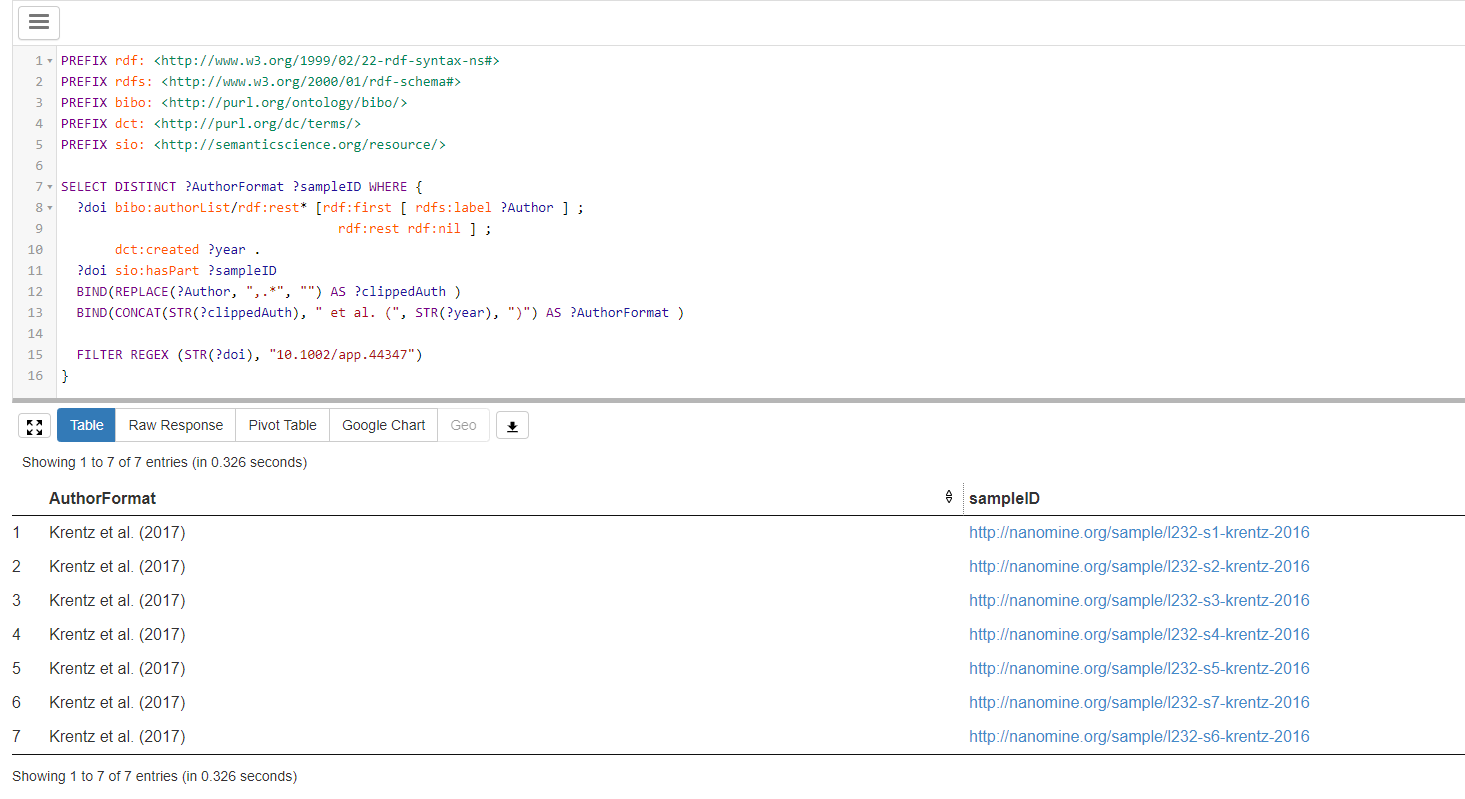 1 PREFIX rdf: <http://www.w3.org/1999/02/22-rdf-syntax-ns#>
2 PREFIX rdfs: <http://www.w3.org/2000/01/rdf-schema#>
3 PREFIX bibo: <http://purl.org/ontology/bibo/>
4 PREFIX dct: <http://purl.org/dc/terms/>
5 PREFIX sio: <http://semanticscience.org/resource/>
6
7 SELECT DISTINCT ?AuthorFormat ?sampleID WHERE {
8 ?doi bibo:authorList/rdf:rest* [rdf:first [ rdfs:label ?Author ] ;
9 rdf:rest rdf:nil ] ;
10 dct:created ?year .
11 ?doi sio:hasPart ?sampleID
12 BIND(REPLACE(?Author, ",.*", "") AS ?clippedAuth )
13 BIND(CONCAT(STR(?clippedAuth), " et al. (", STR(?year), ")") AS ?AuthorFormat )
14
15 FILTER REGEX (STR(?doi), "10.1002/app.44347")
16 }
Table Raw Response Pivot Table Google Chart Geo
Showing 1 to 7 of 7 entries (in 0.326 seconds)
AuthorFormat sampleID
1 Krentz et al. (2017) http://nanomine.org/sample/l232-s1-krentz-2016
2 Krentz et al. (2017) http://nanomine.org/sample/l232-s2-krentz-2016
3 Krentz et al. (2017) http://nanomine.org/sample/l232-s3-krentz-2016
4 Krentz et al. (2017) http://nanomine.org/sample/l232-s4-krentz-2016
5 Krentz et al. (2017) http://nanomine.org/sample/l232-s5-krentz-2016
6 Krentz et al. (2017) http://nanomine.org/sample/l232-s7-krentz-2016
7 Krentz et al. (2017) http://nanomine.org/sample/l232-s6-krentz-2016
Showing 1 to 7 of 7 entries (in 0.326 seconds)